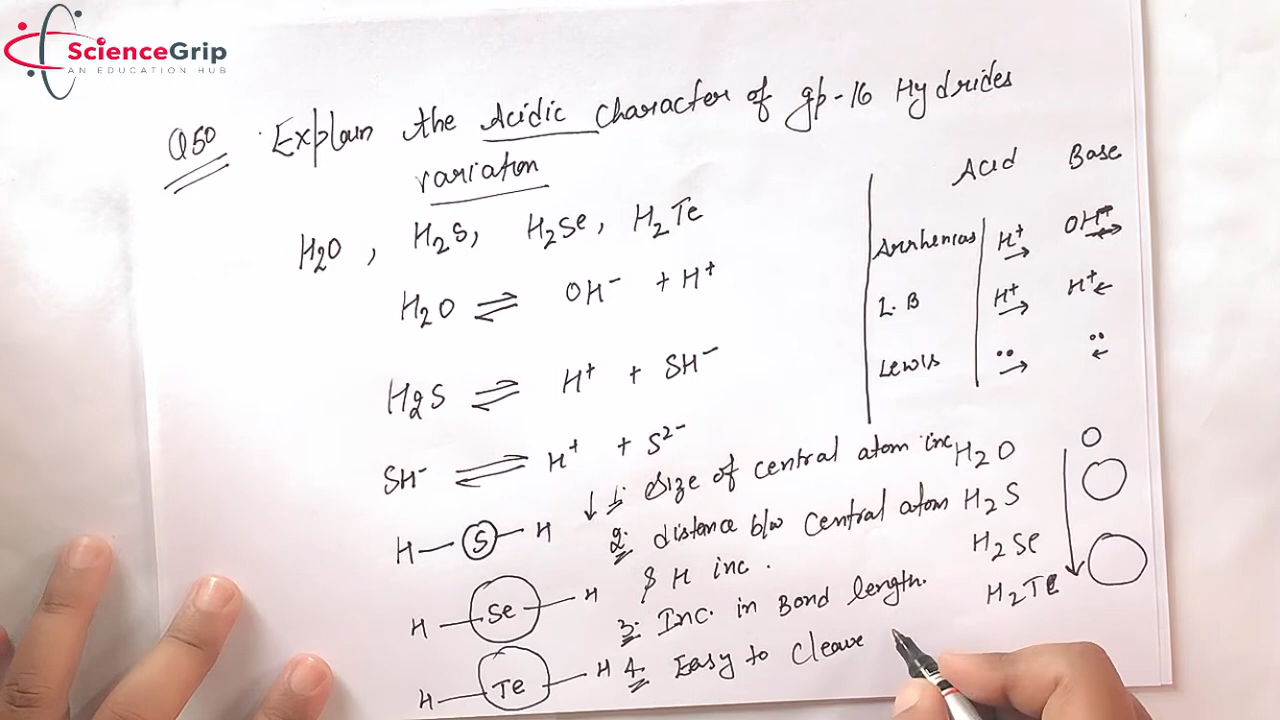 ScienceGrip
AN EDUCATION HUB
Q50 Explain the Acidic Character of gp-16 Hydrides
variation
H2O , H2S, H2Se, H2Te
H2O ⇌ OH⁻ + H⁺
H2S ⇌ H⁺ + SH⁻
SH⁻ ⇌ H⁺ + S²⁻
H—S—H
H—Se—H
H—Te—H
Acid Base
Arrhenias H⁺→
L.B H⁺→ H⁺←
Lewis ••→ ••←
↓ 1. Size of central atom inc
2. distance b/w central atom
& H inc.
3. Inc. in Bond length.
4. Easy to cleave
H2O
H2S
H2Se
H2Te